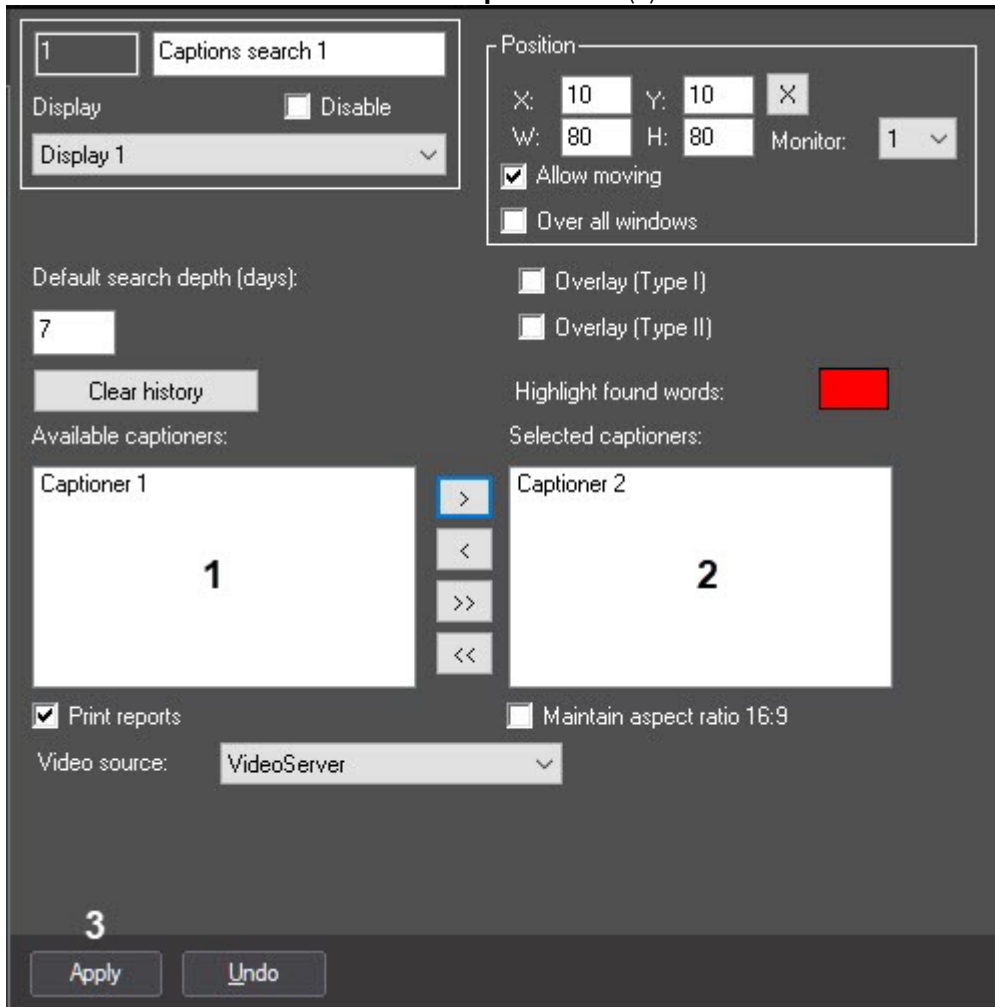 1 Captions search 1
Display Disable
Display 1
Position
X: 10 Y: 10 X
W: 80 H: 80 Monitor: 1
Allow moving
Over all windows
Default search depth (days):
7
Overlay (Type I)
Overlay (Type II)
Clear history
Highlight found words:
Available captioners: Selected captioners:
Captioner 1 > Captioner 2
<
1 2
>>
<<
Print reports Maintain aspect ratio 16:9
Video source: VideoServer
3
Apply Undo